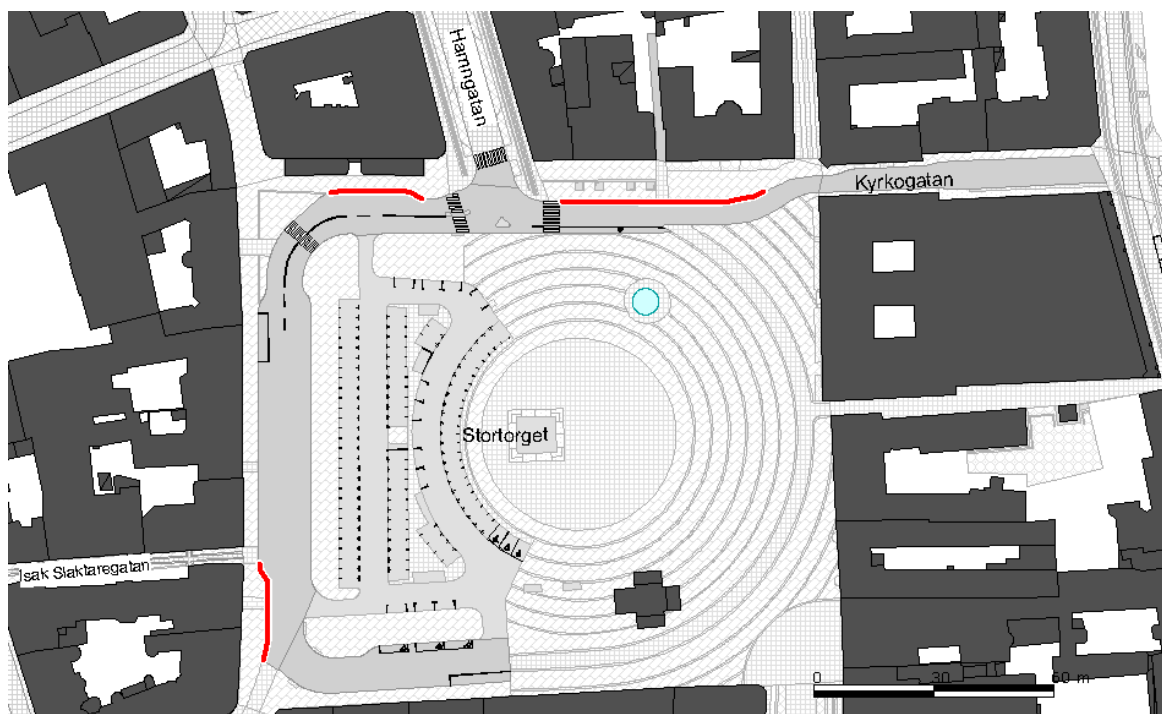 Hamngatan
Kyrkogatan
Stortorget
Isak Slaktaregatan
0 30 60 m